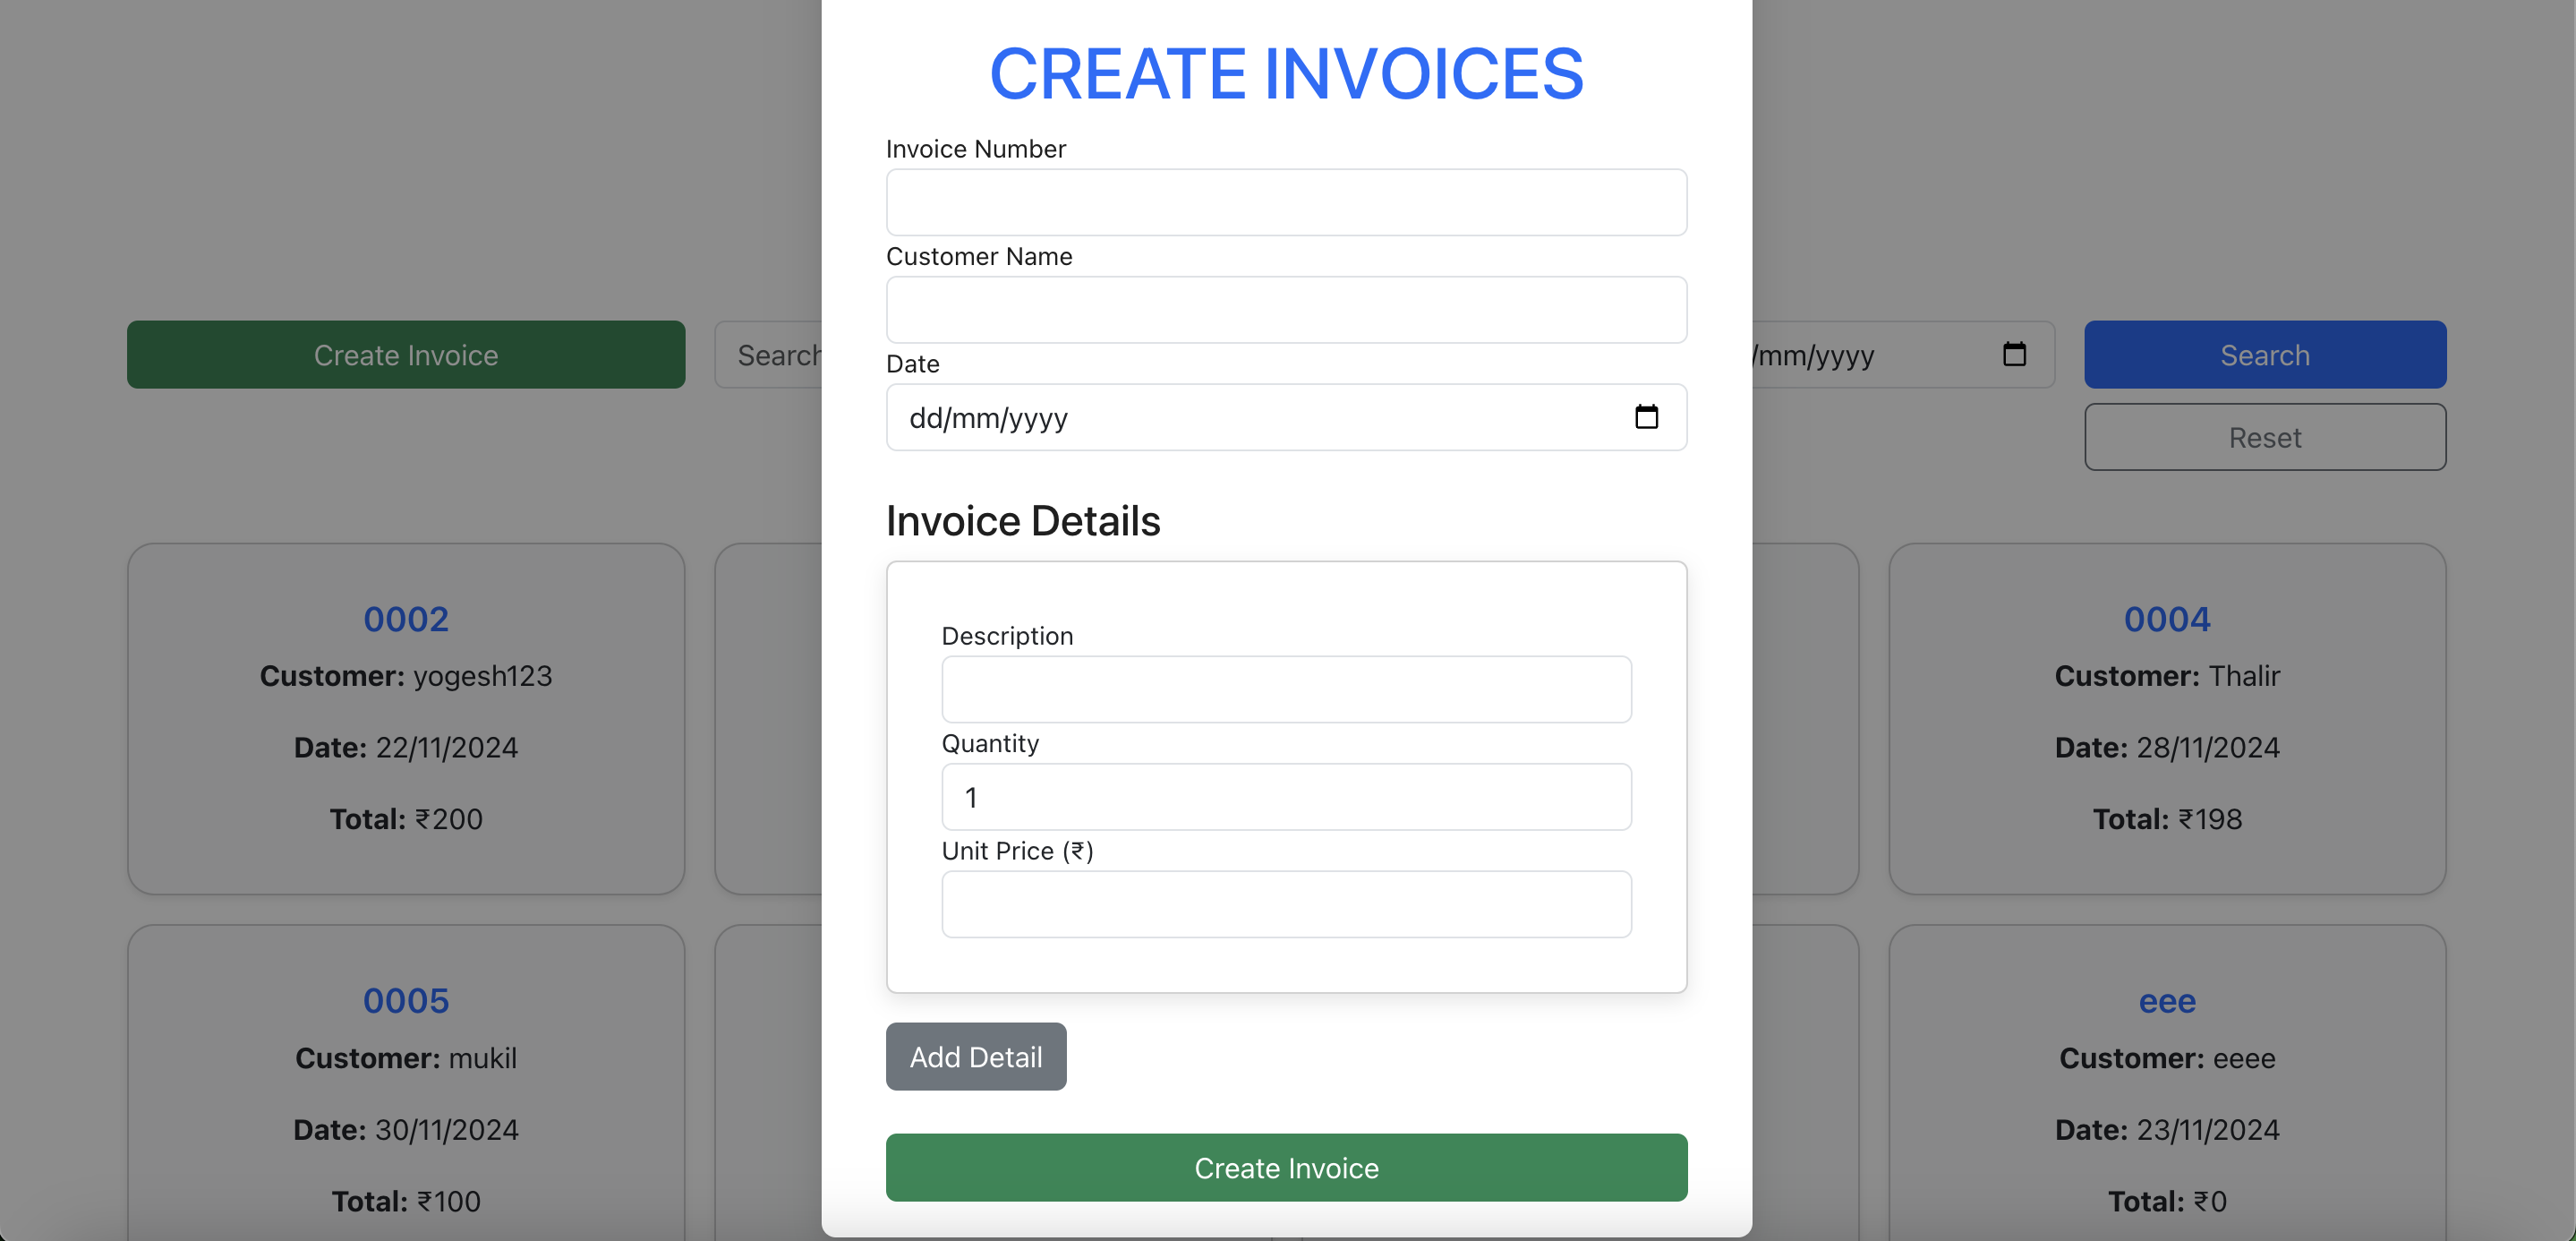 CREATE INVOICES
Invoice Number
Customer Name
Date
dd/mm/yyyy
Invoice Details
Description
Quantity
1
Unit Price (₹)
Add Detail
Create Invoice
Create Invoice
Search
/mm/yyyy
Search
Reset
0002
Customer: yogesh123
Date: 22/11/2024
Total: ₹200
0004
Customer: Thalir
Date: 28/11/2024
Total: ₹198
0005
Customer: mukil
Date: 30/11/2024
Total: ₹100
eee
Customer: eeee
Date: 23/11/2024
Total: ₹0